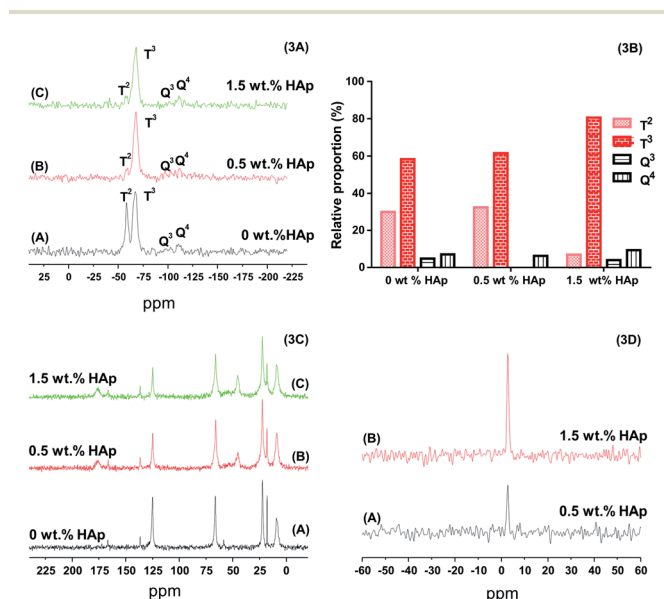 (3A)
T2 T3 Q3 Q4
(C) 1.5 wt.% HAp
T2 T3 Q3 Q4
(B) 0.5 wt.% HAp
T2 T3 Q3 Q4
(A) 0 wt.%HAp
25 0 -25 -50 -75 -100 -125 -150 -175 -200 -225
ppm
(3B)
Relative proportion (%)
100
80
60
40
20
0
T2
T3
Q3
Q4
0 wt % HAp 0.5 wt % HAp 1.5 wt% HAp
(3C)
1.5 wt.% HAp
(C)
0.5 wt.% HAp
(B)
0 wt.% HAp
(A)
225 200 175 150 125 100 75 50 25 0
ppm
(3D)
(B)
1.5 wt.% HAp
(A)
0.5 wt.% HAp
-60 -50 -40 -30 -20 -10 0 10 20 30 40 50 60
ppm